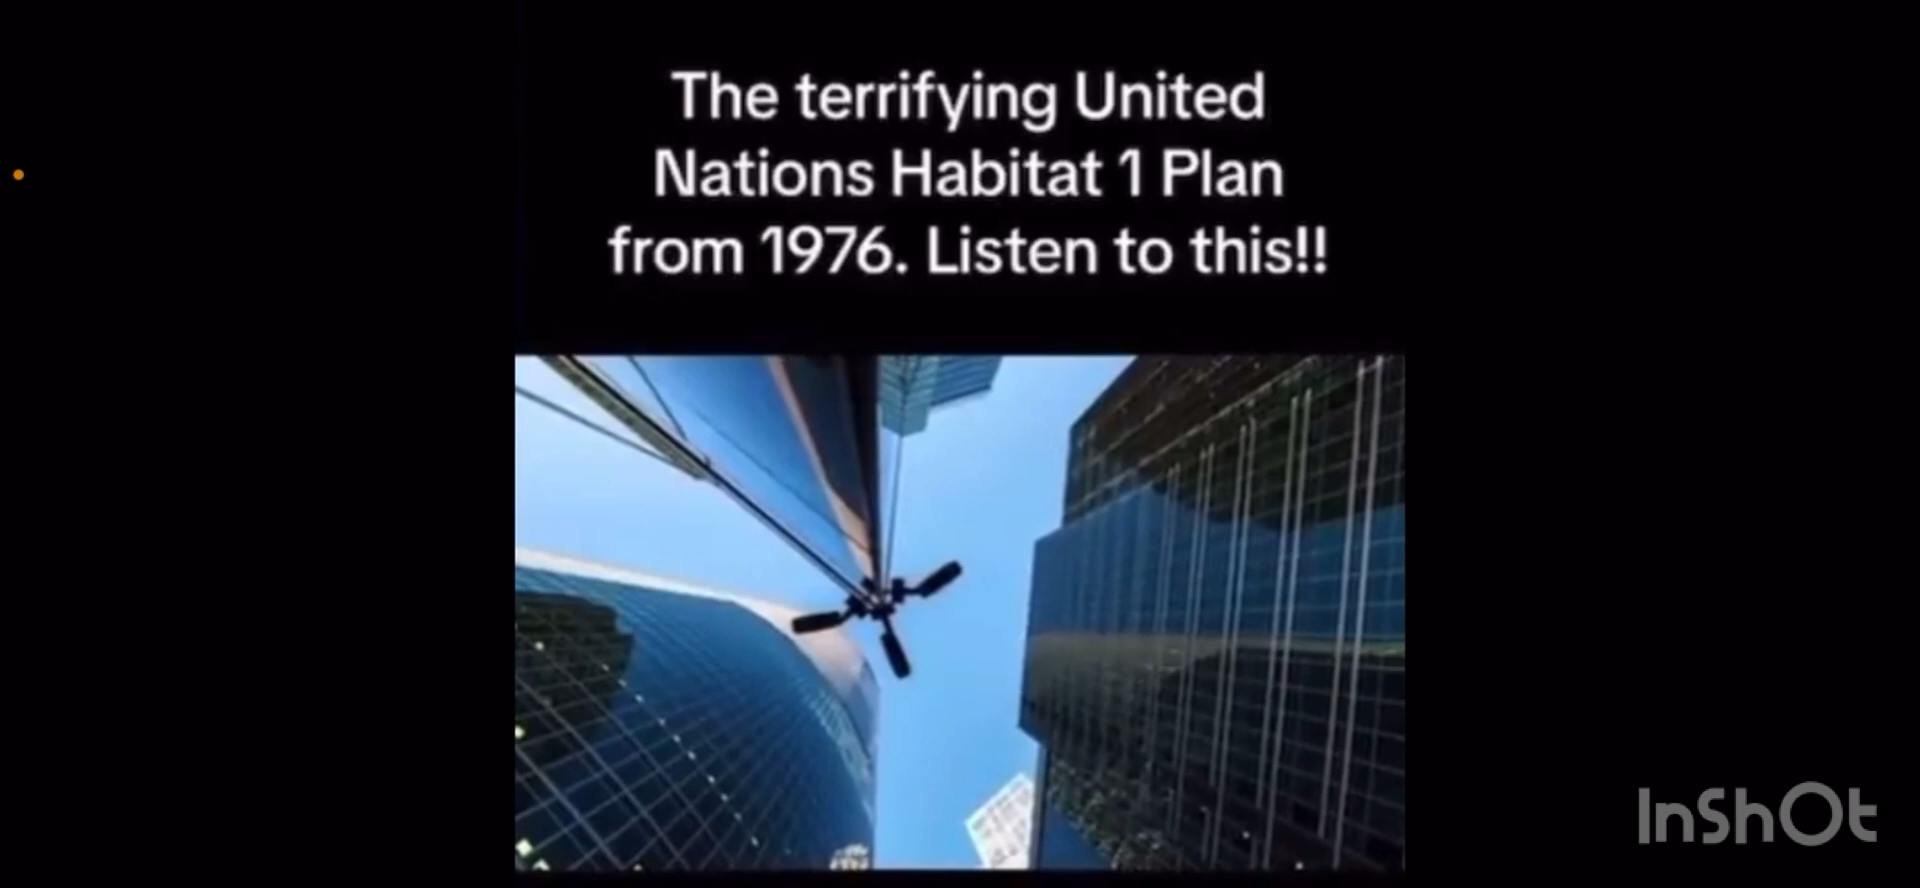 The terrifying United
Nations Habitat 1 Plan
from 1976. Listen to this!!
InShOt